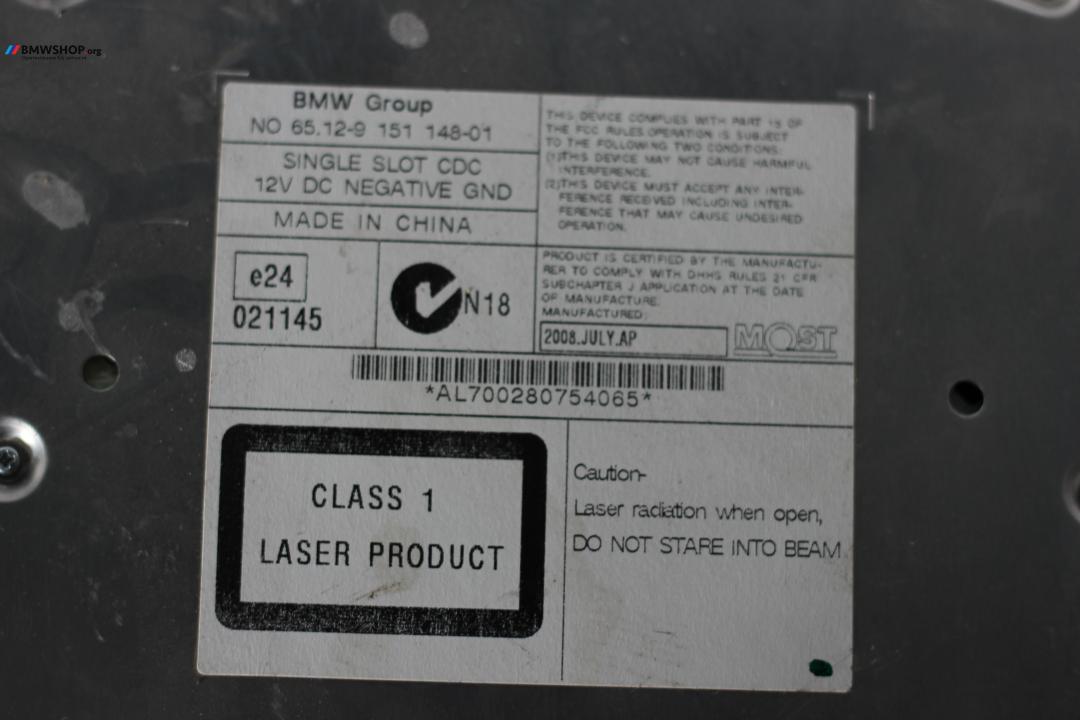 BMWSHOP.org
BMW Group
NO 65.12-9 151 148-01
SINGLE SLOT CDC
12V DC NEGATIVE GND
MADE IN CHINA
THIS DEVICE COMPLIES WITH PART 15 OF
THE FCC RULES.OPERATION IS SUBJECT
TO THE FOLLOWING TWO CONDITIONS:
(1)THIS DEVICE MAY NOT CAUSE HARMFUL
INTERFERENCE.
(2)THIS DEVICE MUST ACCEPT ANY INTER-
FERENCE RECEIVED INCLUDING INTER-
FERENCE THAT MAY CAUSE UNDESIRED
OPERATION.
e24
021145
N18
PRODUCT IS CERTIFIED BY THE MANUFACTU-
RER TO COMPLY WITH DHHS RULES 21 CFR
SUBCHAPTER J APPLICATION AT THE DATE
OF MANUFACTURE.
MANUFACTURED:
2008.JULY.AP
MOST
*AL700280754065*
CLASS 1
LASER PRODUCT
Caution-
Laser radiation when open,
DO NOT STARE INTO BEAM